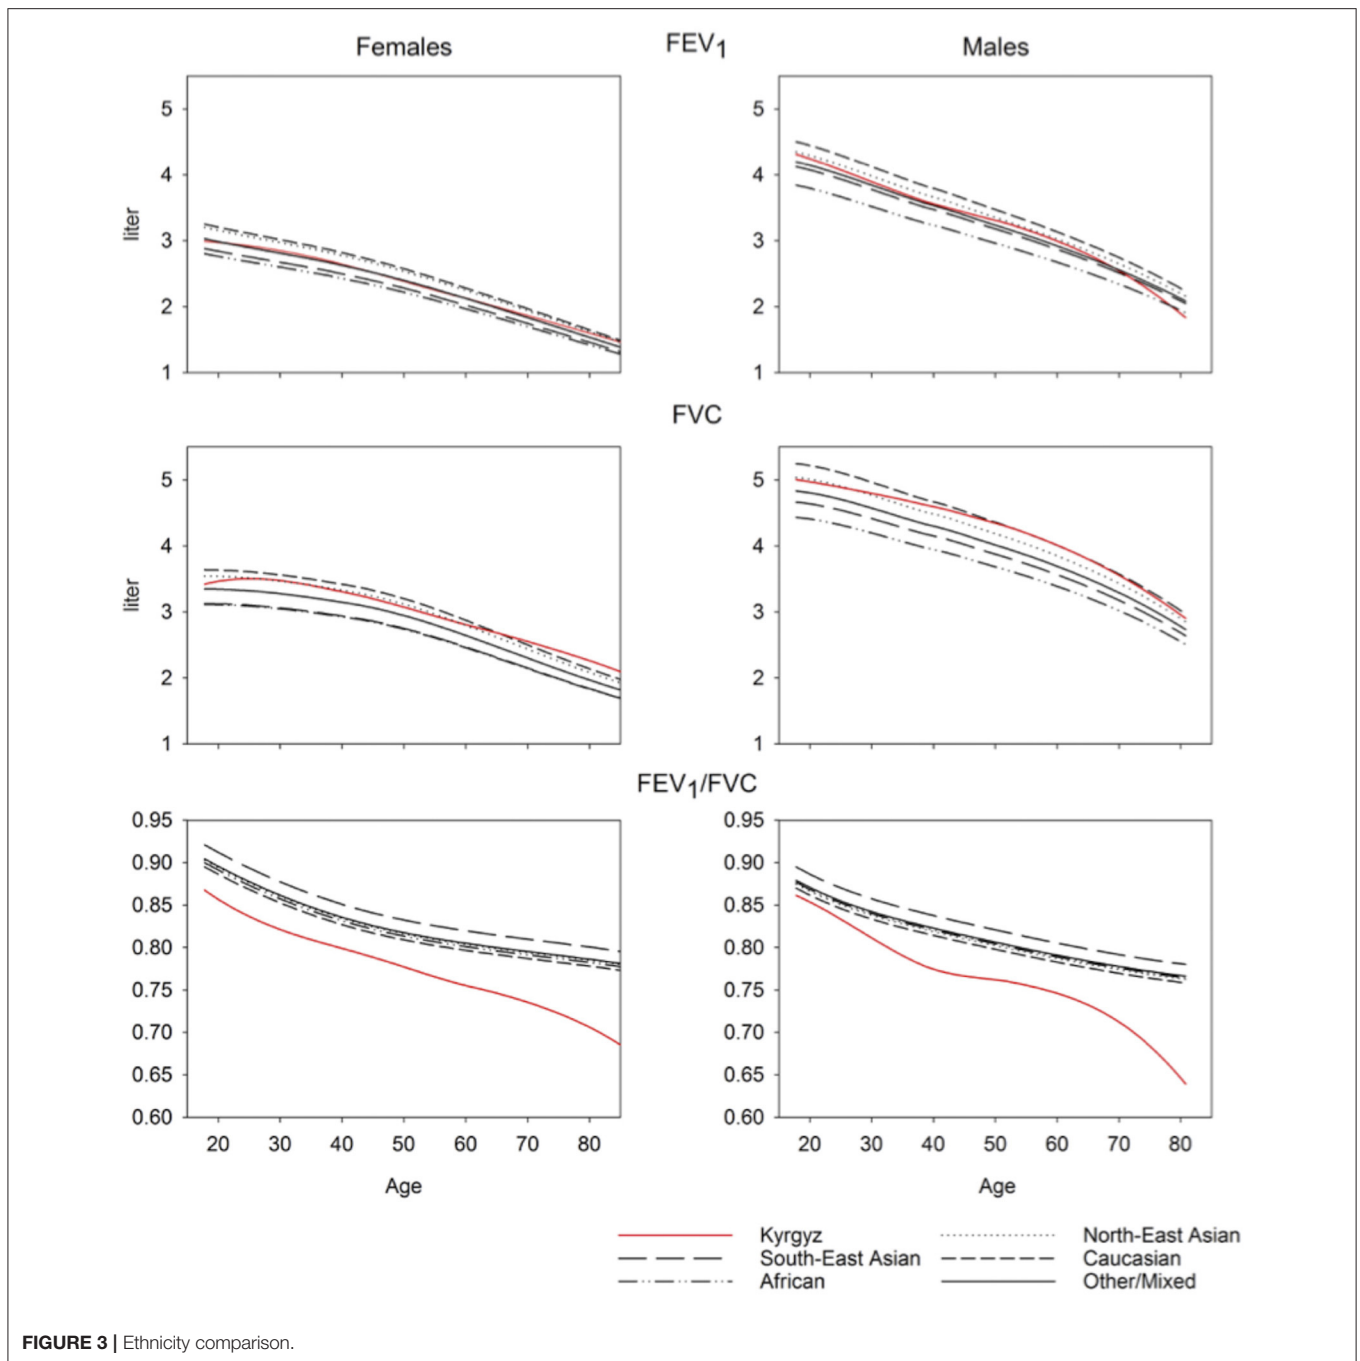 Females FEV1 Males
5 5
4 4
liter
3 3
2 2
1 1
FVC
5 5
4 4
liter
3 3
2 2
1 1
FEV1/FVC
0.95 0.95
0.90 0.90
0.85 0.85
0.80 0.80
0.75 0.75
0.70 0.70
0.65 0.65
0.60 0.60
20 30 40 50 60 70 80 20 30 40 50 60 70 80
Age Age
Kyrgyz North-East Asian
South-East Asian Caucasian
African Other/Mixed
FIGURE 3 | Ethnicity comparison.